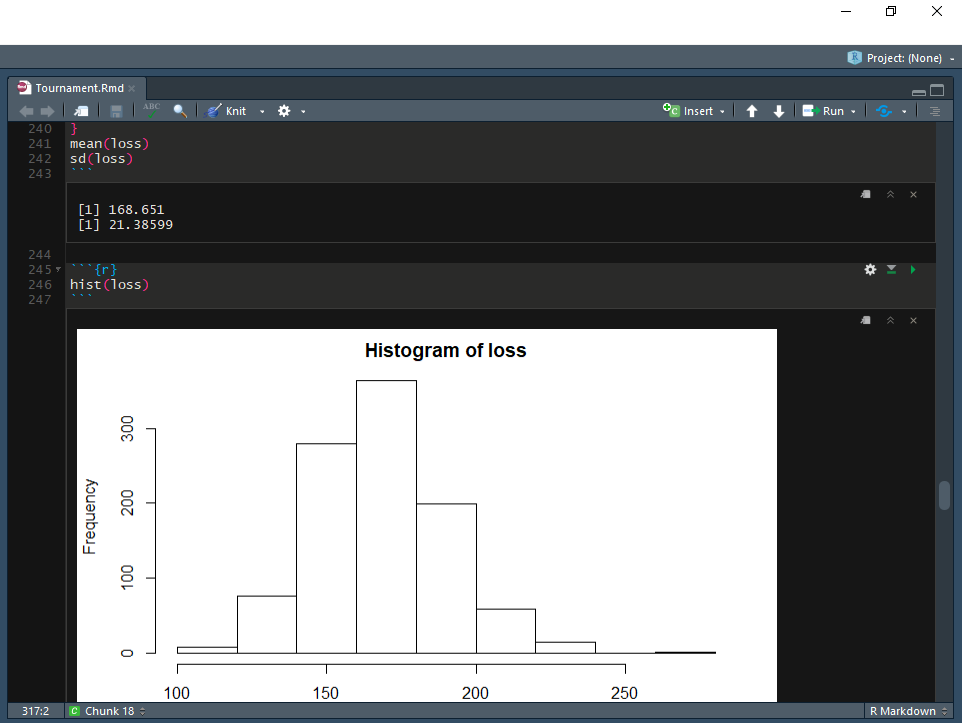 Project: (None)
Tournament.Rmd
ABC
Knit
Insert
Run
240 }
241 mean(loss)
242 sd(loss)
243 ```
[1] 168.651
[1] 21.38599
244
245 ```{r}
246 hist(loss)
247 ```
Histogram of loss
Frequency
300
200
100
0
100 150 200 250
317:2 C Chunk 18 R Markdown